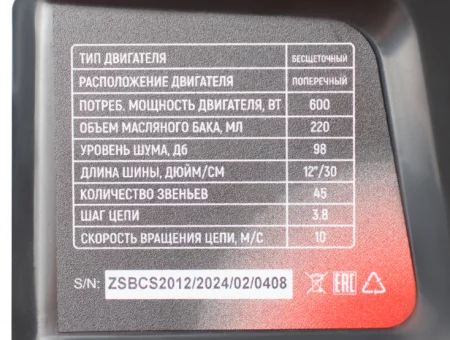 ТИП ДВИГАТЕЛЯ БЕСЩЕТОЧНЫЙ
РАСПОЛОЖЕНИЕ ДВИГАТЕЛЯ ПОПЕРЕЧНЫЙ
ПОТРЕБ. МОЩНОСТЬ ДВИГАТЕЛЯ, ВТ 600
ОБЪЕМ МАСЛЯНОГО БАКА, МЛ 220
УРОВЕНЬ ШУМА, Дб 98
ДЛИНА ШИНЫ, ДЮЙМ/СМ 12"/30
КОЛИЧЕСТВО ЗВЕНЬЕВ 45
ШАГ ЦЕПИ 3.8
СКОРОСТЬ ВРАЩЕНИЯ ЦЕПИ, М/С 10
S/N: ZSBCS2012/2024/02/0408 EAC